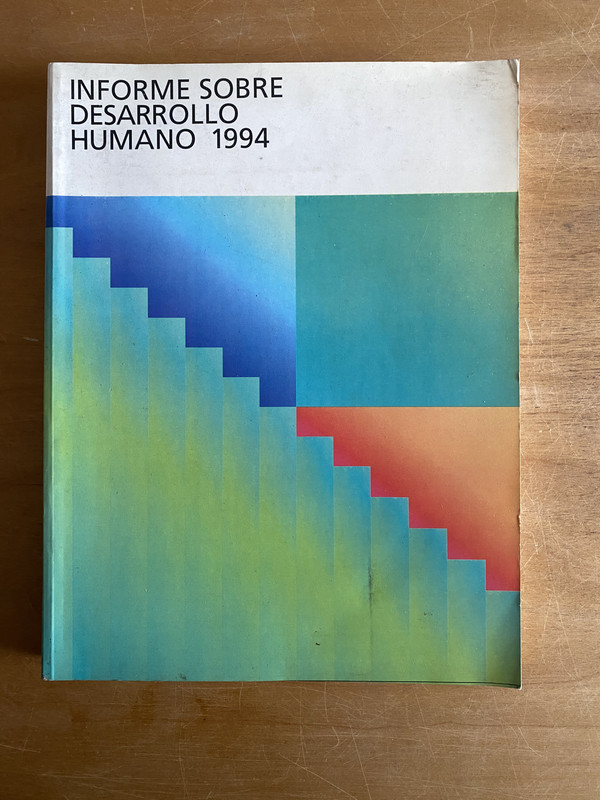 INFORME SOBRE
DESARROLLO
HUMANO 1994